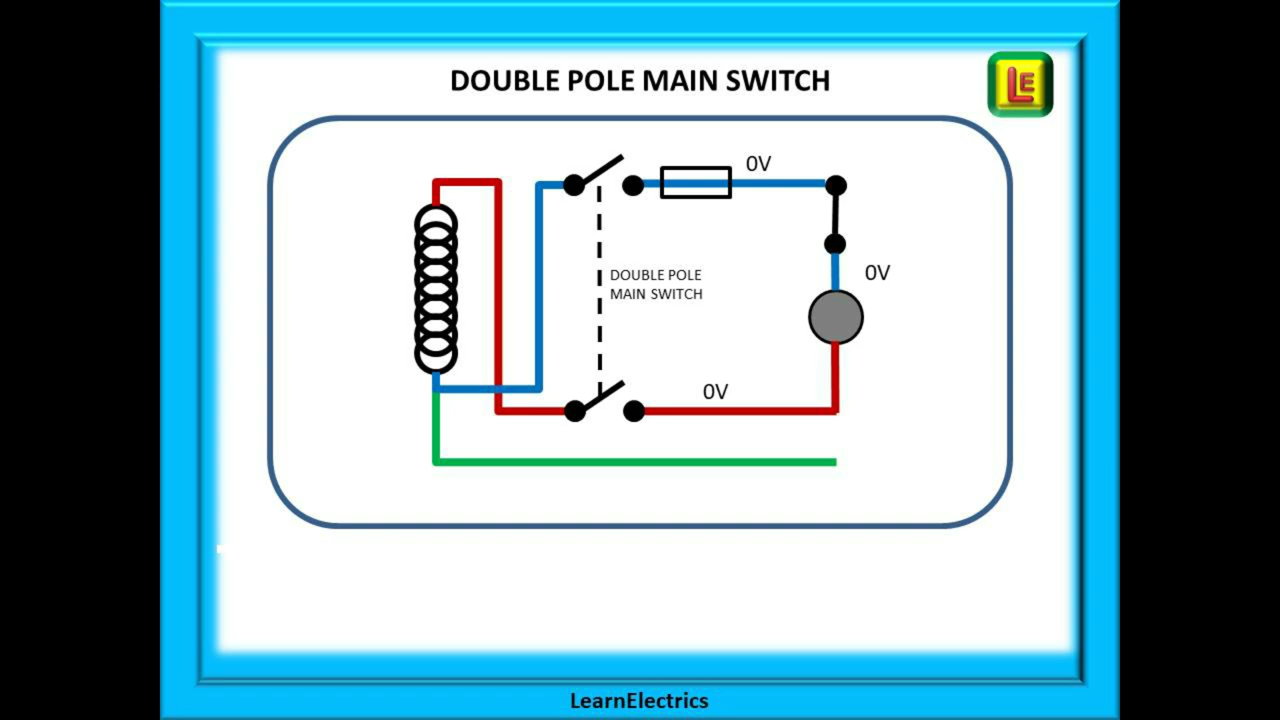 DOUBLE POLE MAIN SWITCH
LE
0V
DOUBLE POLE
MAIN SWITCH
0V
0V
LearnElectrics